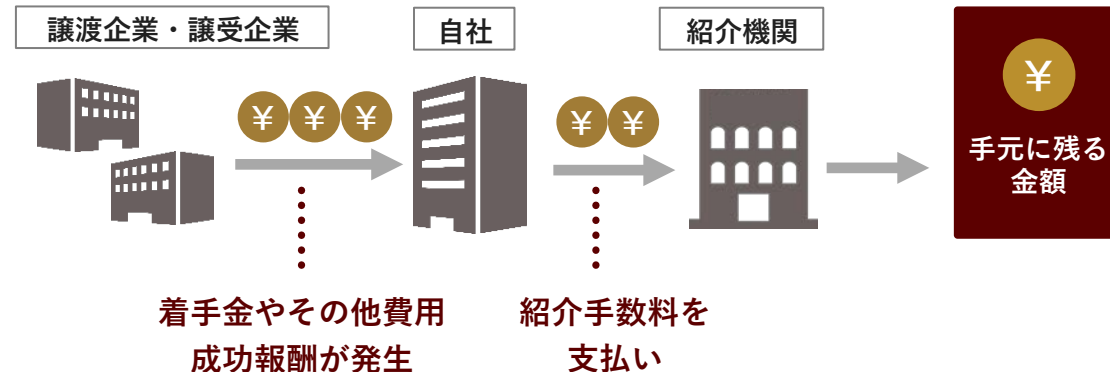 譲渡企業・譲受企業
自社
紹介機関
¥ ¥ ¥
¥ ¥
¥
手元に残る
金額
着手金やその他費用
成功報酬が発生
紹介手数料を
支払い